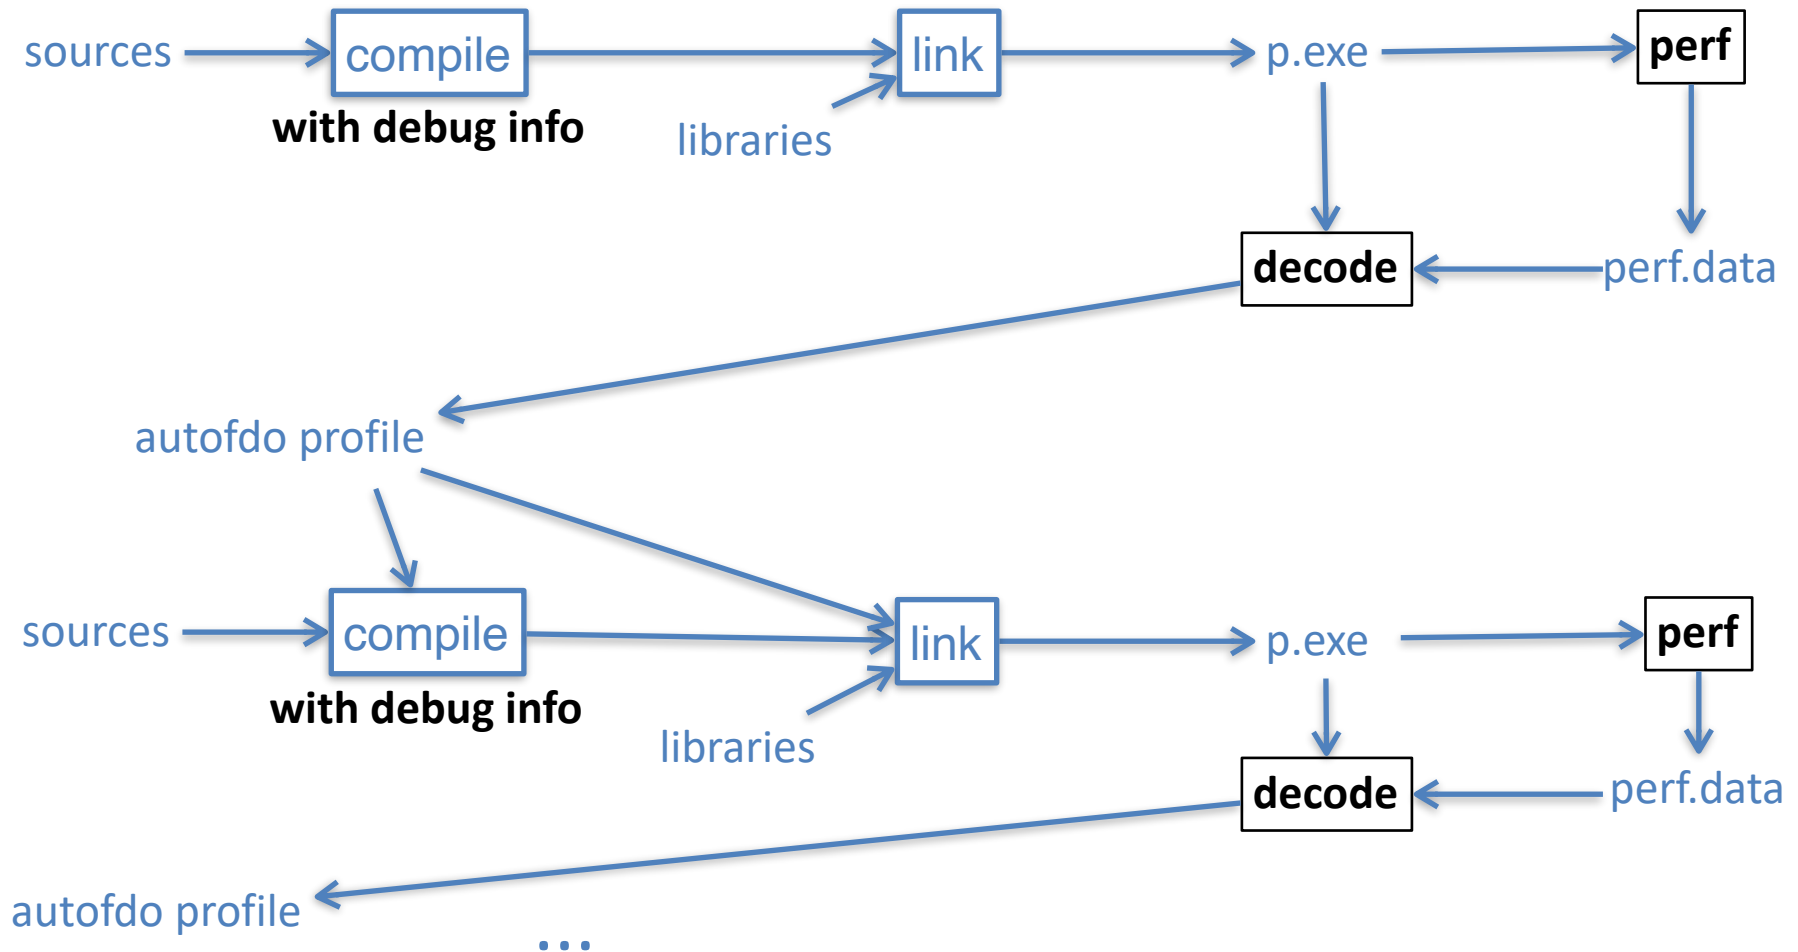 sources
compile
link
p.exe
perf
with debug info
libraries
decode
perf.data
autofdo profile
sources
compile
link
p.exe
perf
with debug info
libraries
decode
perf.data
autofdo profile
...